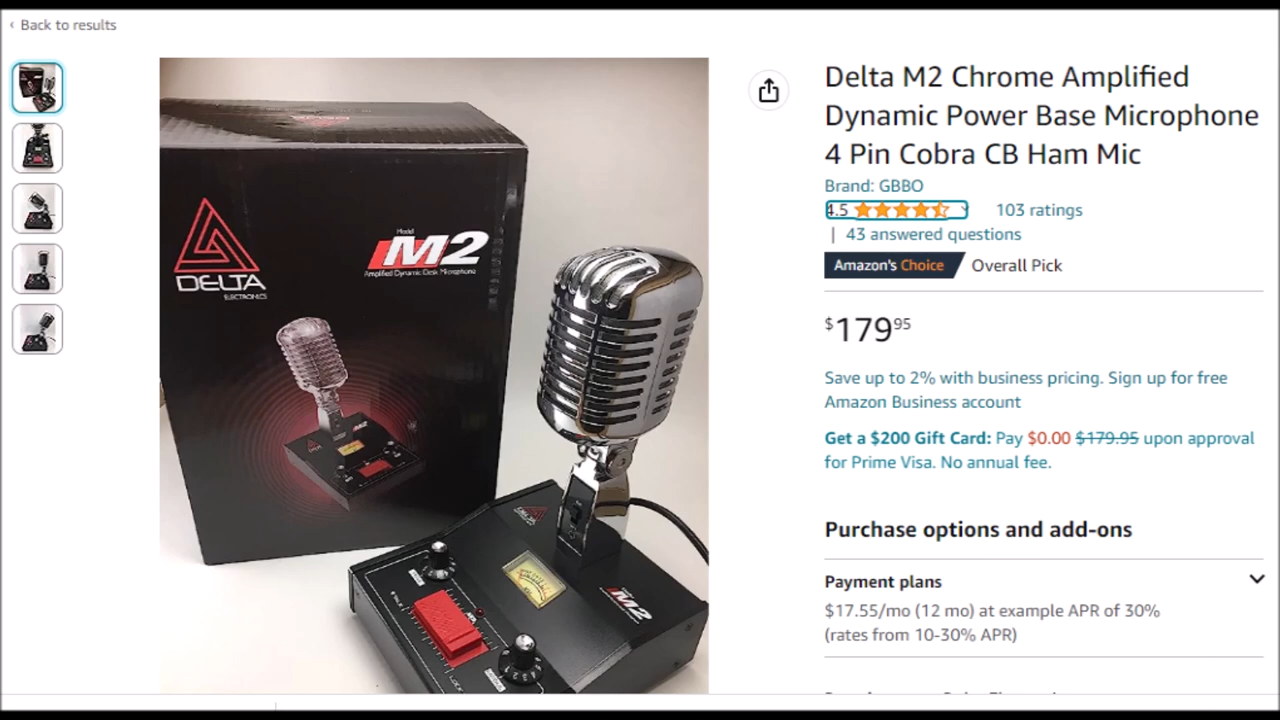 ‹ Back to results
Delta M2 Chrome Amplified
Dynamic Power Base Microphone
4 Pin Cobra CB Ham Mic
Brand: GBBO
4.5
103 ratings
| 43 answered questions
Amazon's Choice Overall Pick
$179.95
Save up to 2% with business pricing. Sign up for free
Amazon Business account
Get a $200 Gift Card: Pay $0.00 $179.95 upon approval
for Prime Visa. No annual fee.
Purchase options and add-ons
Payment plans
$17.55/mo (12 mo) at example APR of 30%
(rates from 10-30% APR)
Model
M2
Amplified Dynamic Desk Microphone
DELTA
ELECTRONICS
M2
DELTA
M2